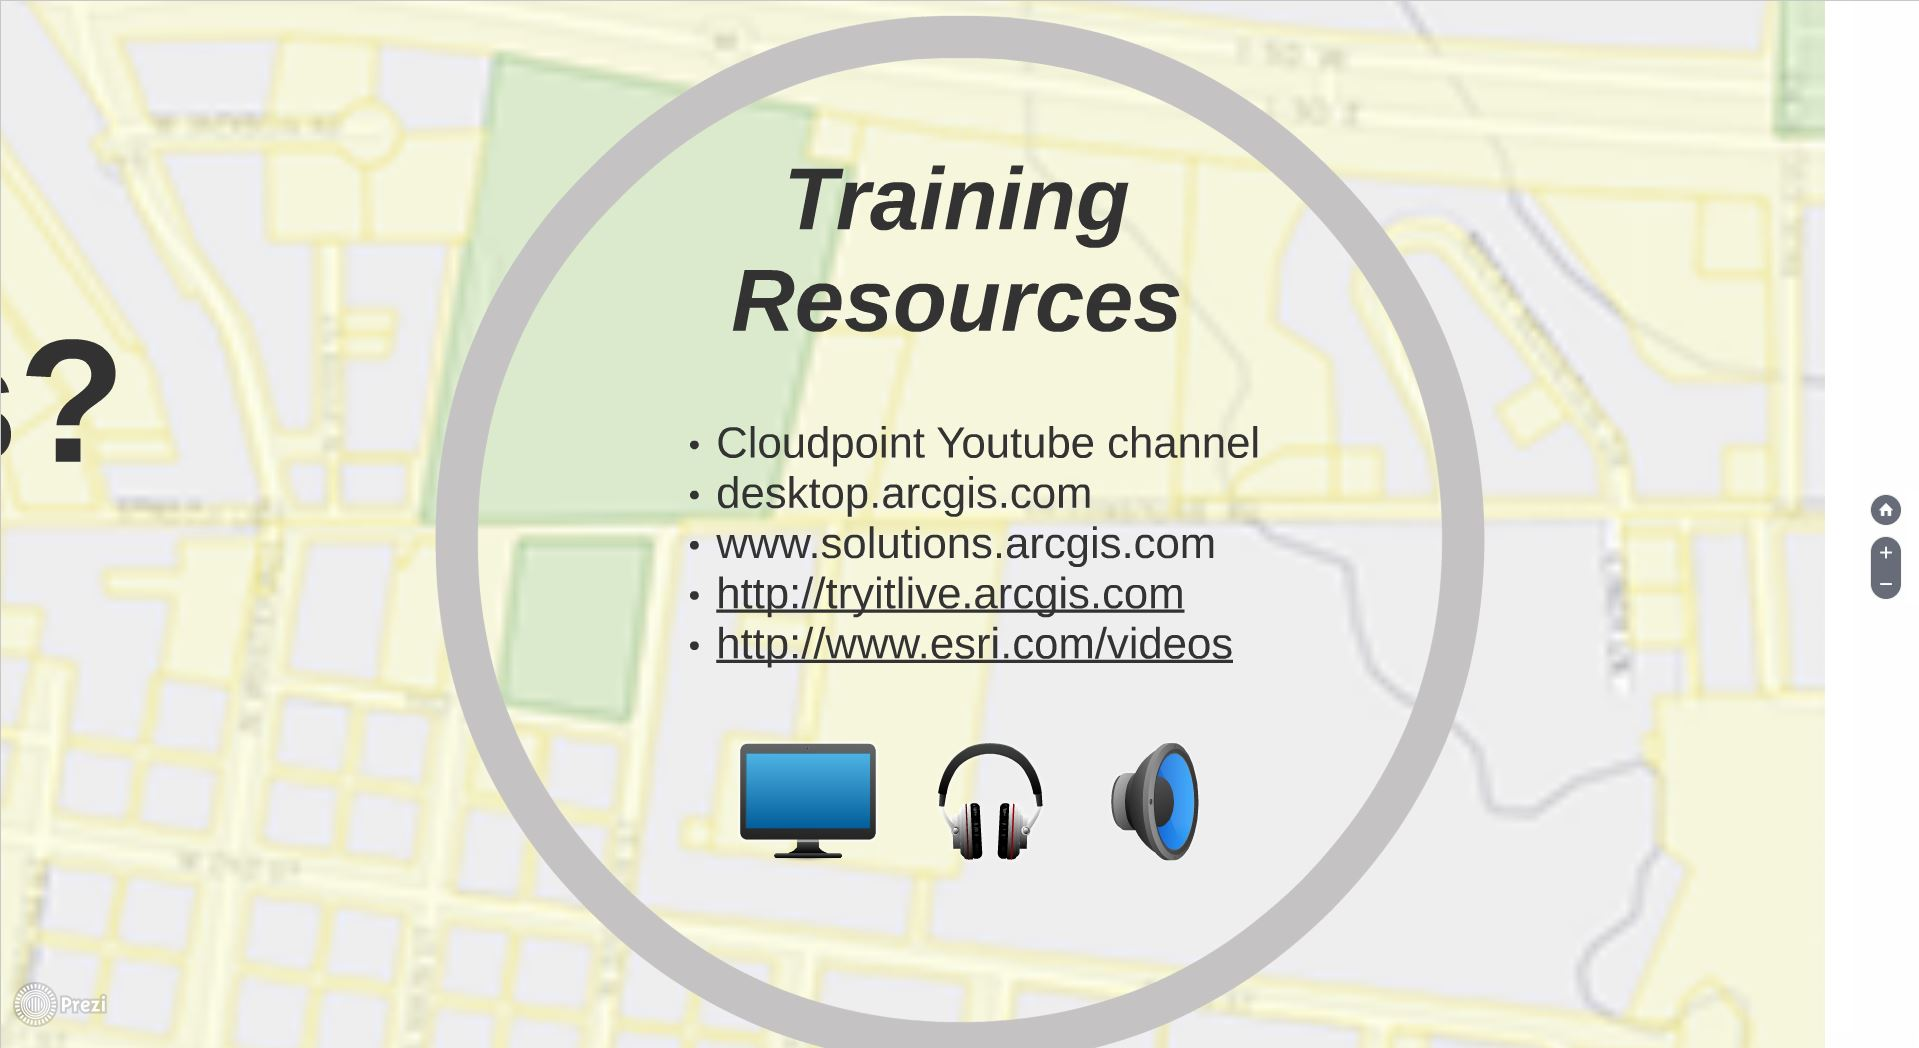 Training
Resources
s?
• Cloudpoint Youtube channel
• desktop.arcgis.com
• www.solutions.arcgis.com
• http://tryitlive.arcgis.com
• http://www.esri.com/videos
Prezi